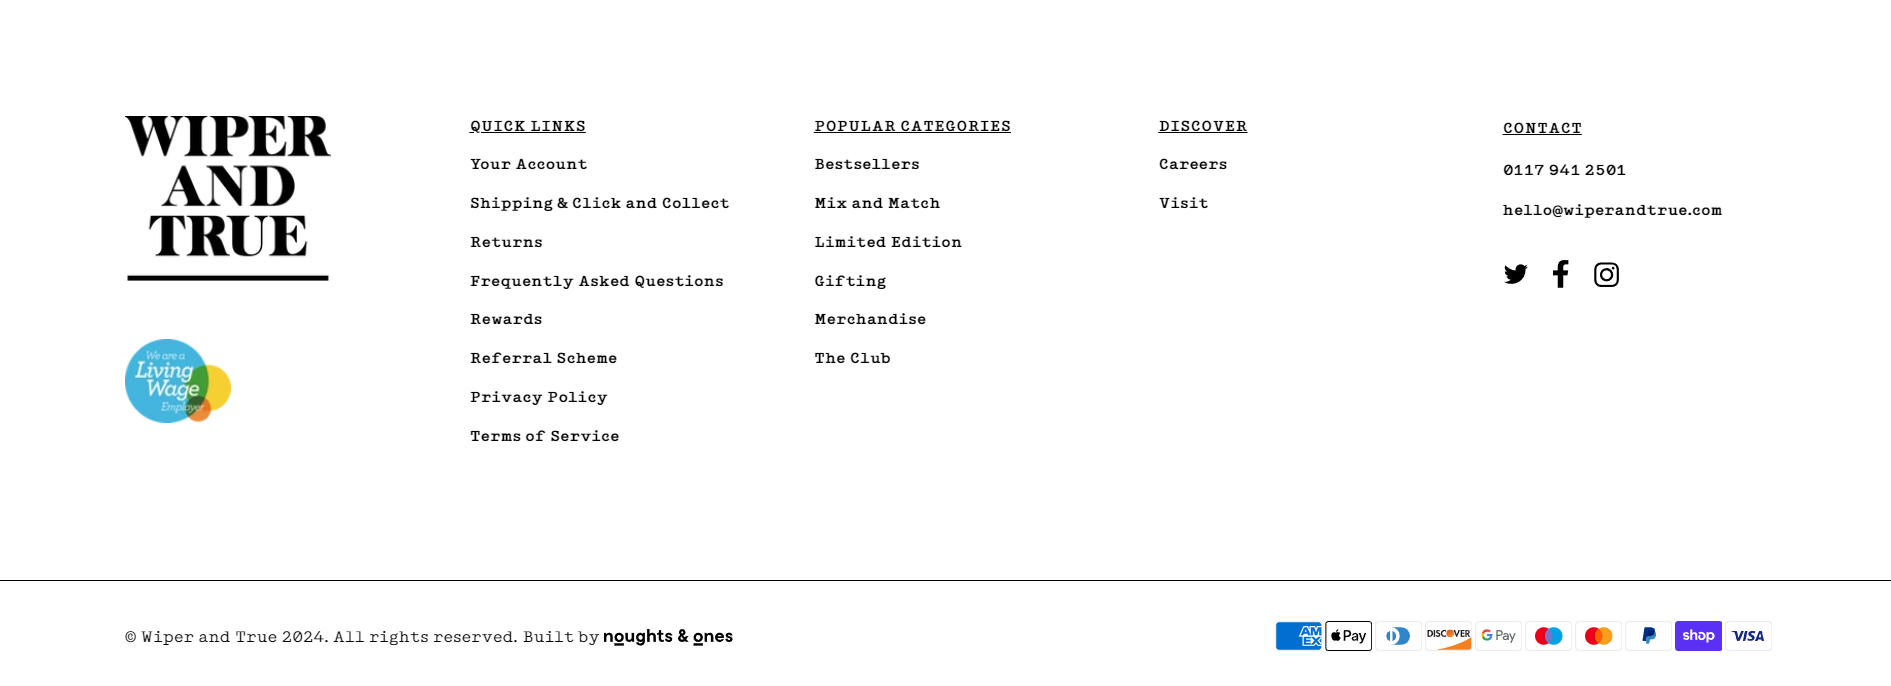 WIPER
AND
TRUE
We are a
Living
Wage
Employer
QUICK LINKS
Your Account
Shipping & Click and Collect
Returns
Frequently Asked Questions
Rewards
Referral Scheme
Privacy Policy
Terms of Service
POPULAR CATEGORIES
Bestsellers
Mix and Match
Limited Edition
Gifting
Merchandise
The Club
DISCOVER
Careers
Visit
CONTACT
0117 941 2501
hello@wiperandtrue.com
© Wiper and True 2024. All rights reserved. Built by noughts & ones
AM
EX
Pay
DISCOVER
G Pay
shop
VISA